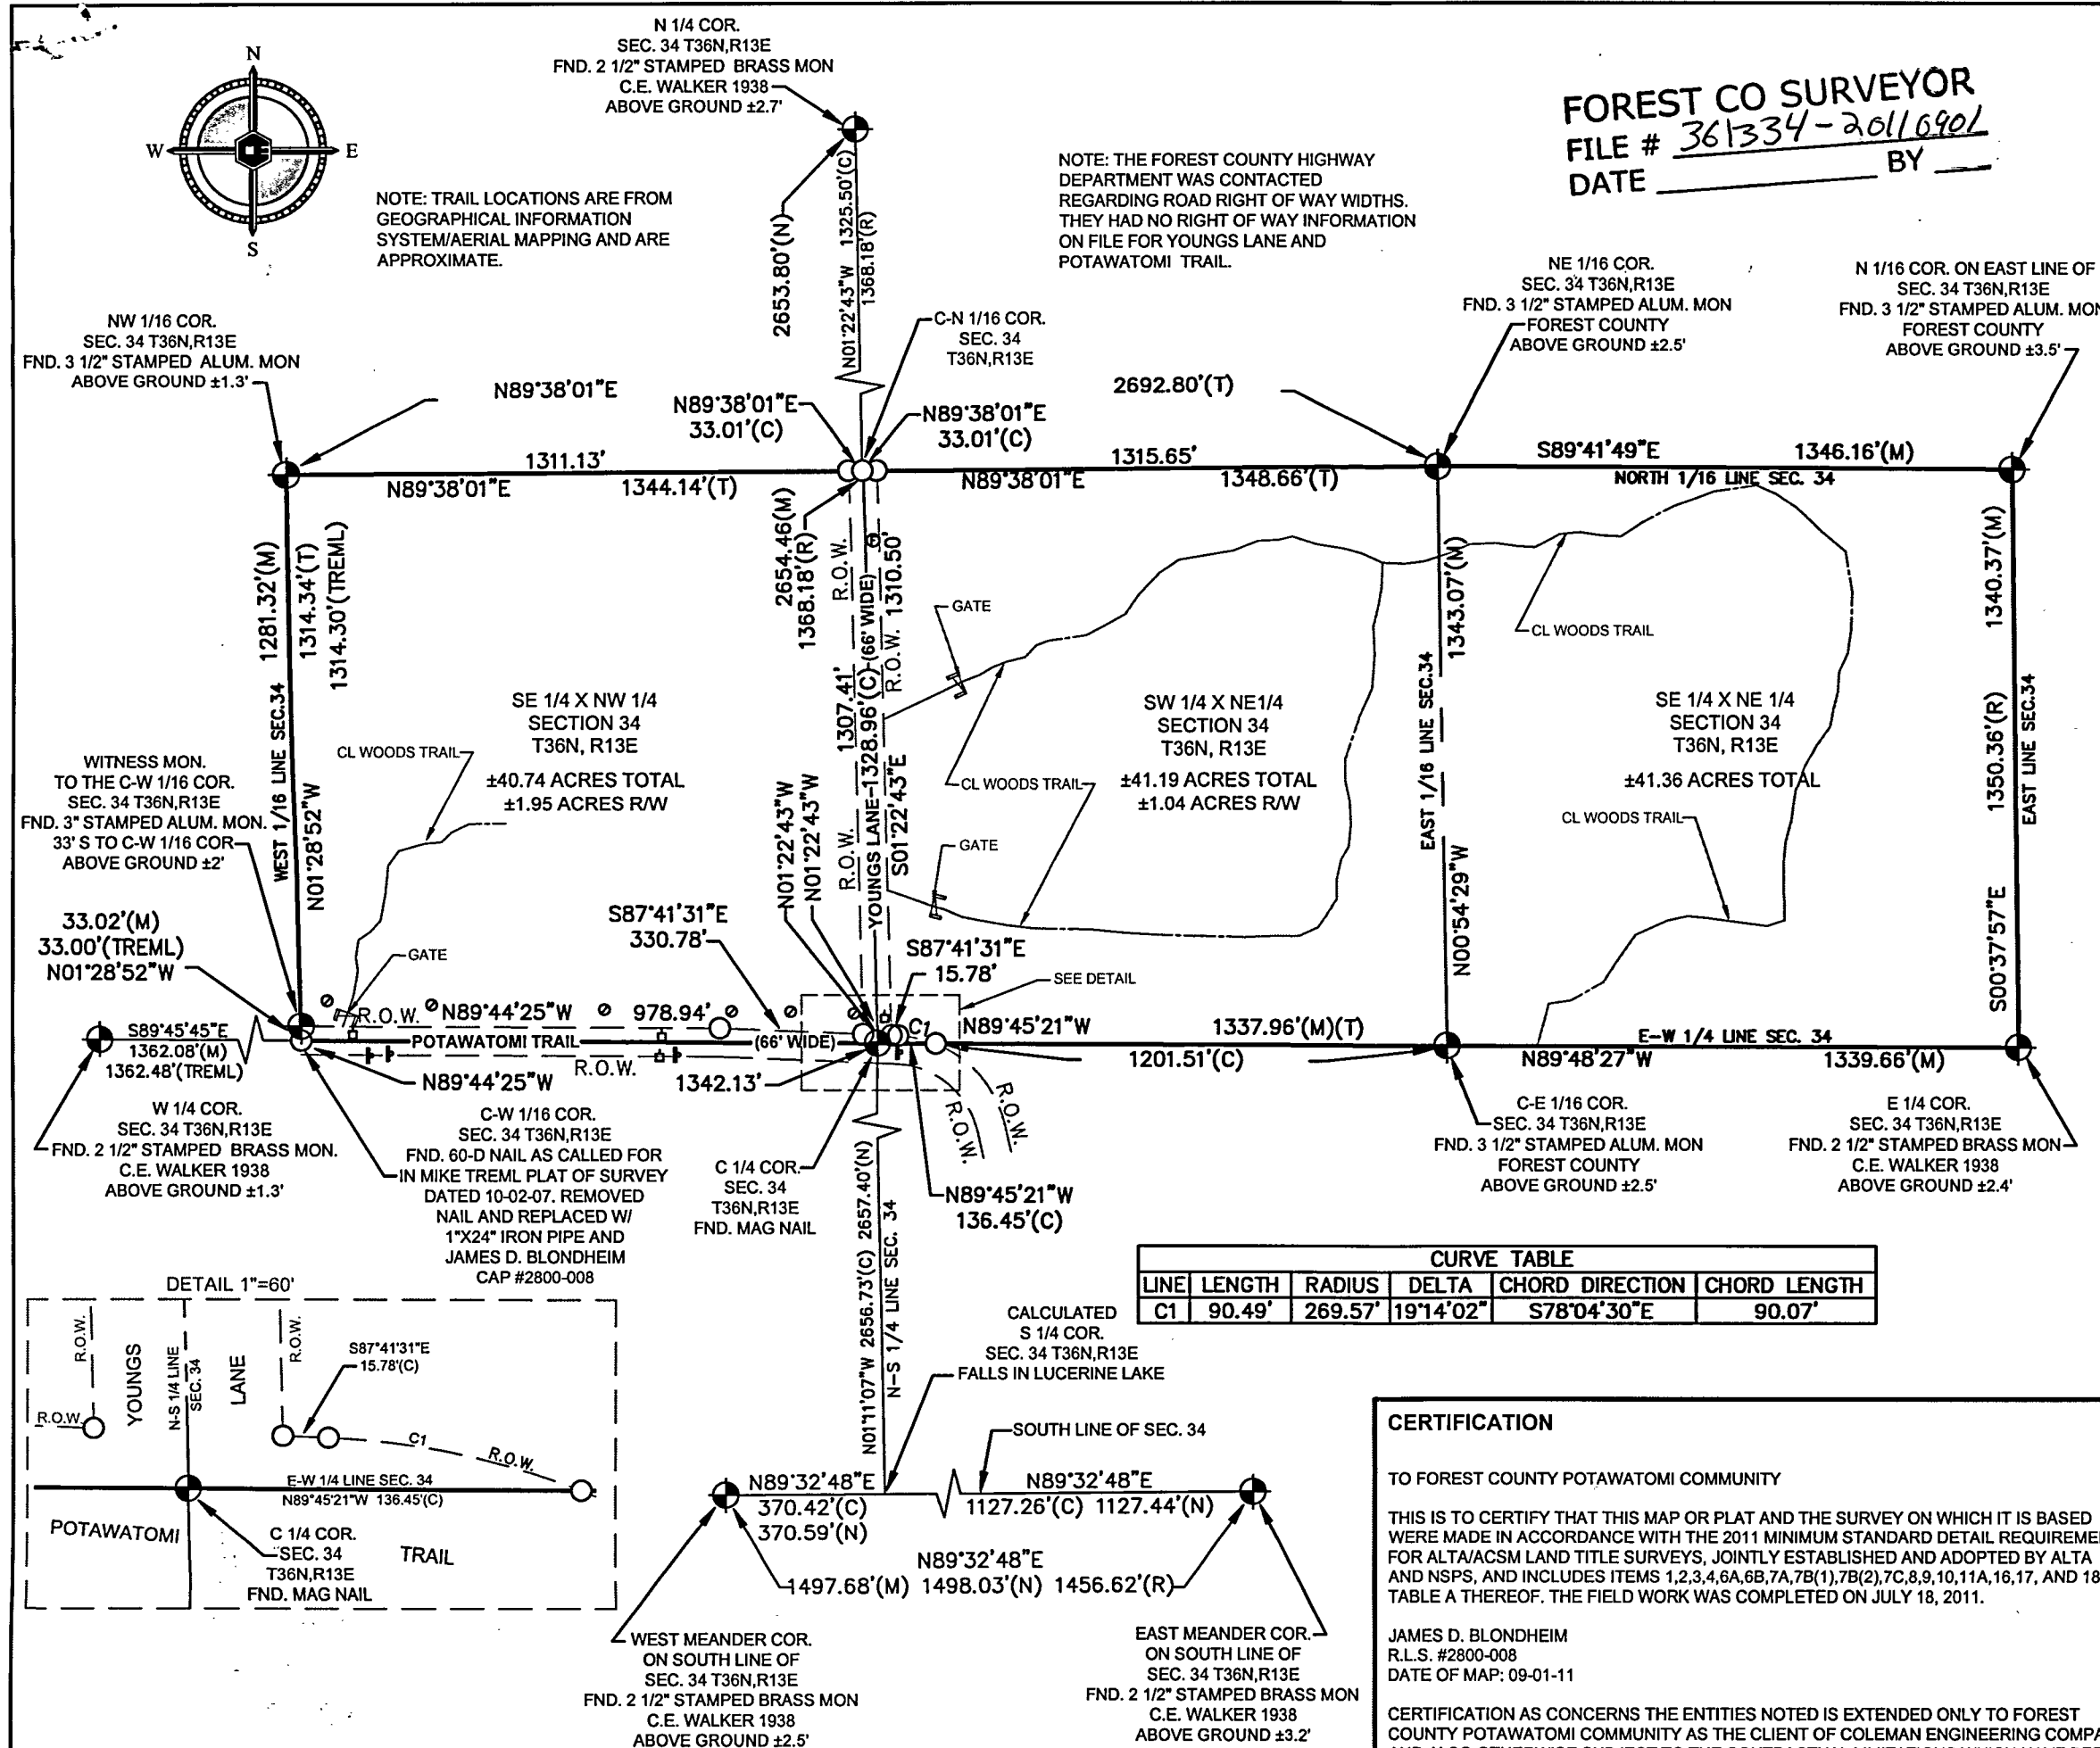 N
W
E
S
N 1/4 COR.
SEC. 34 T36N,R13E
FND. 2 1/2" STAMPED BRASS MON
C.E. WALKER 1938
ABOVE GROUND ±2.7'
FOREST CO SURVEYOR
FILE # 361334-20110901
DATE ____ BY ____
NOTE: TRAIL LOCATIONS ARE FROM
GEOGRAPHICAL INFORMATION
SYSTEM/AERIAL MAPPING AND ARE
APPROXIMATE.
NOTE: THE FOREST COUNTY HIGHWAY
DEPARTMENT WAS CONTACTED
REGARDING ROAD RIGHT OF WAY WIDTHS.
THEY HAD NO RIGHT OF WAY INFORMATION
ON FILE FOR YOUNGS LANE AND
POTAWATOMI TRAIL.
2653.80'(N)
N01°22'43"W 1325.50'(C)
1368.18'(R)
NW 1/16 COR.
SEC. 34 T36N,R13E
FND. 3 1/2" STAMPED ALUM. MON
ABOVE GROUND ±1.3'
C-N 1/16 COR.
SEC. 34
T36N,R13E
NE 1/16 COR.
SEC. 34 T36N,R13E
FND. 3 1/2" STAMPED ALUM. MON
FOREST COUNTY
ABOVE GROUND ±2.5'
N 1/16 COR. ON EAST LINE OF
SEC. 34 T36N,R13E
FND. 3 1/2" STAMPED ALUM. MON
FOREST COUNTY
ABOVE GROUND ±3.5'
N89°38'01"E
N89°38'01"E
33.01'(C)
N89°38'01"E
33.01'(C)
2692.80'(T)
1311.13'
N89°38'01"E 1344.14'(T)
1315.65'
N89°38'01"E 1348.66'(T)
S89°41'49"E 1346.16'(M)
NORTH 1/16 LINE SEC. 34
1281.32'(M)
1314.34'(T)
1314.30'(TREML)
WEST 1/16 LINE SEC.34
N01°28'52"W
2654.46(M)
1368.18'(R)
R.O.W.
1307.41'
R.O.W.
YOUNGS LANE-1328.96'(C)-(66' WIDE)
R.O.W. 1310.50'
S01°22'43"E
N01°22'43"W
N01°22'43"W
GATE
CL WOODS TRAIL
GATE
1343.07'(N)
EAST 1/16 LINE SEC.34
N00°54'29"W
CL WOODS TRAIL
1340.37'(M)
1350.36'(R)
EAST LINE SEC.34
S00°37'57"E
SE 1/4 X NW 1/4
SECTION 34
T36N, R13E
±40.74 ACRES TOTAL
±1.95 ACRES R/W
CL WOODS TRAIL
SW 1/4 X NE1/4
SECTION 34
T36N, R13E
±41.19 ACRES TOTAL
±1.04 ACRES R/W
SE 1/4 X NE 1/4
SECTION 34
T36N, R13E
±41.36 ACRES TOTAL
CL WOODS TRAIL
WITNESS MON.
TO THE C-W 1/16 COR.
SEC. 34 T36N,R13E
FND. 3" STAMPED ALUM. MON.
33' S TO C-W 1/16 COR
ABOVE GROUND ±2'
33.02'(M)
33.00'(TREML)
N01°28'52"W
GATE
S87°41'31"E
330.78'
S87°41'31"E
15.78'
SEE DETAIL
R.O.W. N89°44'25"W 978.94'
C1
S89°45'45"E
1362.08'(M)
1362.48'(TREML)
POTAWATOMI TRAIL (66' WIDE)
R.O.W.
N89°44'25"W
1342.13'
N89°45'21"W 1337.96'(M)(T)
1201.51'(C)
E-W 1/4 LINE SEC. 34
N89°48'27"W 1339.66'(M)
R.O.W.
R.O.W.
W 1/4 COR.
SEC. 34 T36N,R13E
FND. 2 1/2" STAMPED BRASS MON.
C.E. WALKER 1938
ABOVE GROUND ±1.3'
C-W 1/16 COR.
SEC. 34 T36N,R13E
FND. 60-D NAIL AS CALLED FOR
IN MIKE TREML PLAT OF SURVEY
DATED 10-02-07. REMOVED
NAIL AND REPLACED W/
1"X24" IRON PIPE AND
JAMES D. BLONDHEIM
CAP #2800-008
C 1/4 COR.
SEC. 34
T36N,R13E
FND. MAG NAIL
N89°45'21"W
136.45'(C)
C-E 1/16 COR.
SEC. 34 T36N,R13E
FND. 3 1/2" STAMPED ALUM. MON
FOREST COUNTY
ABOVE GROUND ±2.5'
E 1/4 COR.
SEC. 34 T36N,R13E
FND. 2 1/2" STAMPED BRASS MON
C.E. WALKER 1938
ABOVE GROUND ±2.4'
N01°11'07"W 2656.73'(C) 2657.40'(N)
N-S 1/4 LINE SEC. 34
CURVE TABLE
LINE LENGTH RADIUS DELTA CHORD DIRECTION CHORD LENGTH
C1 90.49' 269.57' 19°14'02" S78°04'30"E 90.07'
DETAIL 1"=60'
R.O.W.
YOUNGS
N-S 1/4 LINE
SEC. 34
LANE
R.O.W.
S87°41'31"E
15.78'(C)
R.O.W.
C1
R.O.W.
E-W 1/4 LINE SEC. 34
N89°45'21"W 136.45'(C)
POTAWATOMI
C 1/4 COR.
SEC. 34
T36N,R13E
FND. MAG NAIL
TRAIL
CALCULATED
S 1/4 COR.
SEC. 34 T36N,R13E
FALLS IN LUCERINE LAKE
SOUTH LINE OF SEC. 34
N89°32'48"E
370.42'(C)
370.59'(N)
N89°32'48"E
1127.26'(C) 1127.44'(N)
N89°32'48"E
1497.68'(M) 1498.03'(N) 1456.62'(R)
WEST MEANDER COR.
ON SOUTH LINE OF
SEC. 34 T36N,R13E
FND. 2 1/2" STAMPED BRASS MON
C.E. WALKER 1938
ABOVE GROUND ±2.5'
EAST MEANDER COR.
ON SOUTH LINE OF
SEC. 34 T36N,R13E
FND. 2 1/2" STAMPED BRASS MON
C.E. WALKER 1938
ABOVE GROUND ±3.2'
CERTIFICATION
TO FOREST COUNTY POTAWATOMI COMMUNITY
THIS IS TO CERTIFY THAT THIS MAP OR PLAT AND THE SURVEY ON WHICH IT IS BASED
WERE MADE IN ACCORDANCE WITH THE 2011 MINIMUM STANDARD DETAIL REQUIREME
FOR ALTA/ACSM LAND TITLE SURVEYS, JOINTLY ESTABLISHED AND ADOPTED BY ALTA
AND NSPS, AND INCLUDES ITEMS 1,2,3,4,6A,6B,7A,7B(1),7B(2),7C,8,9,10,11A,16,17, AND 18
TABLE A THEREOF. THE FIELD WORK WAS COMPLETED ON JULY 18, 2011.
JAMES D. BLONDHEIM
R.L.S. #2800-008
DATE OF MAP: 09-01-11
CERTIFICATION AS CONCERNS THE ENTITIES NOTED IS EXTENDED ONLY TO FOREST
COUNTY POTAWATOMI COMMUNITY AS THE CLIENT OF COLEMAN ENGINEERING COMPA